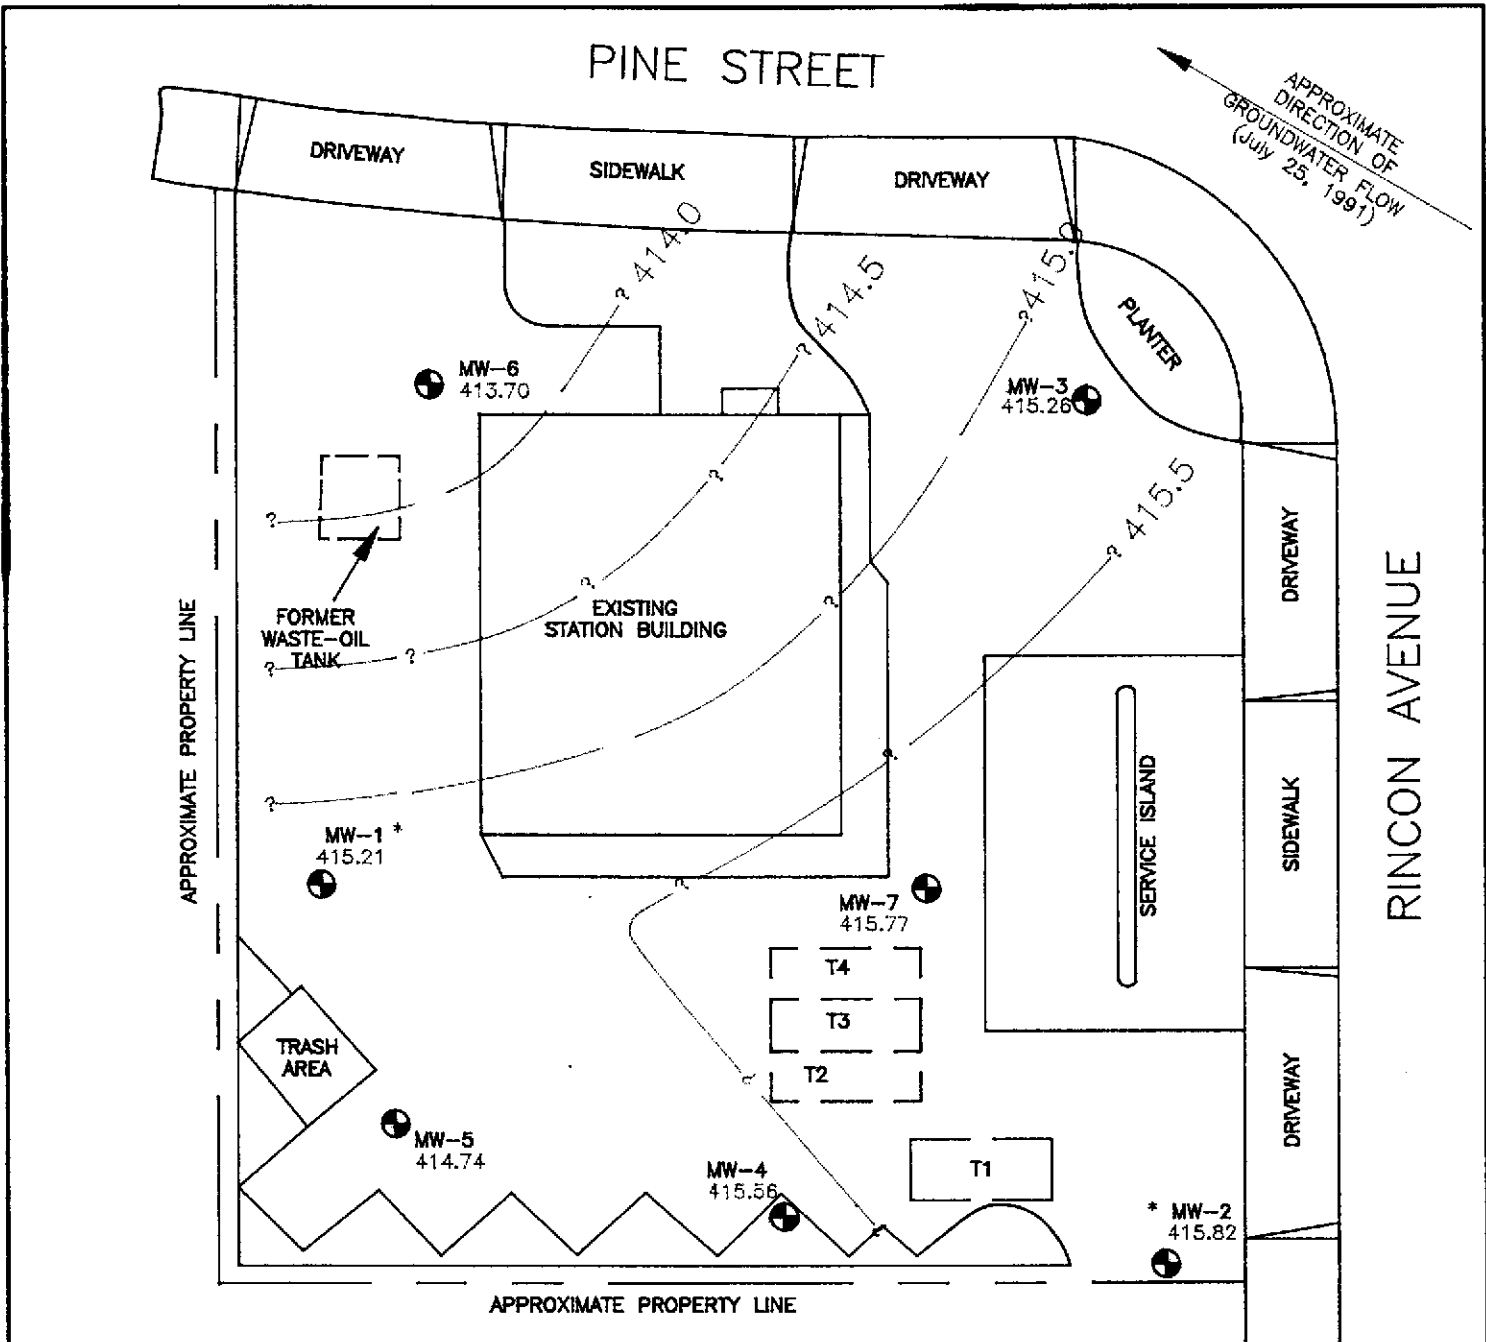 PINE STREET
APPROXIMATE
DIRECTION OF
GROUNDWATER FLOW
(July 25, 1991)
DRIVEWAY
SIDEWALK
DRIVEWAY
? 414.0
? 414.5
?
PLANTER
MW-6
413.70
MW-3
415.26
? 415.5
?
?
?
?
FORMER
WASTE-OIL
TANK
EXISTING
STATION BUILDING
?
?
?
?
?
MW-1 *
415.21
?
MW-7
415.77
T4
T3
T2
T1
TRASH
AREA
?
MW-5
414.74
MW-4
415.56
* MW-2
415.82
SERVICE ISLAND
DRIVEWAY
SIDEWALK
DRIVEWAY
RINCON AVENUE
APPROXIMATE PROPERTY LINE
APPROXIMATE PROPERTY LINE